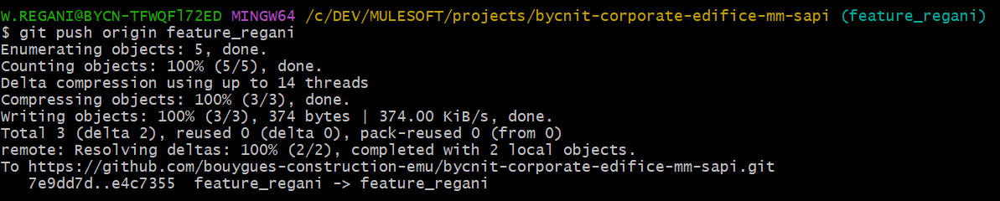 W.REGANI@BYCN-TFWQFl72ED MINGW64 /c/DEV/MULESOFT/projects/bycnit-corporate-edifice-mm-sapi (feature_regani)
$ git push origin feature_regani
Enumerating objects: 5, done.
Counting objects: 100% (5/5), done.
Delta compression using up to 14 threads
Compressing objects: 100% (3/3), done.
Writing objects: 100% (3/3), 374 bytes | 374.00 KiB/s, done.
Total 3 (delta 2), reused 0 (delta 0), pack-reused 0 (from 0)
remote: Resolving deltas: 100% (2/2), completed with 2 local objects.
To https://github.com/bouygues-construction-emu/bycnit-corporate-edifice-mm-sapi.git
   7e9dd7d..e4c7355  feature_regani -> feature_regani